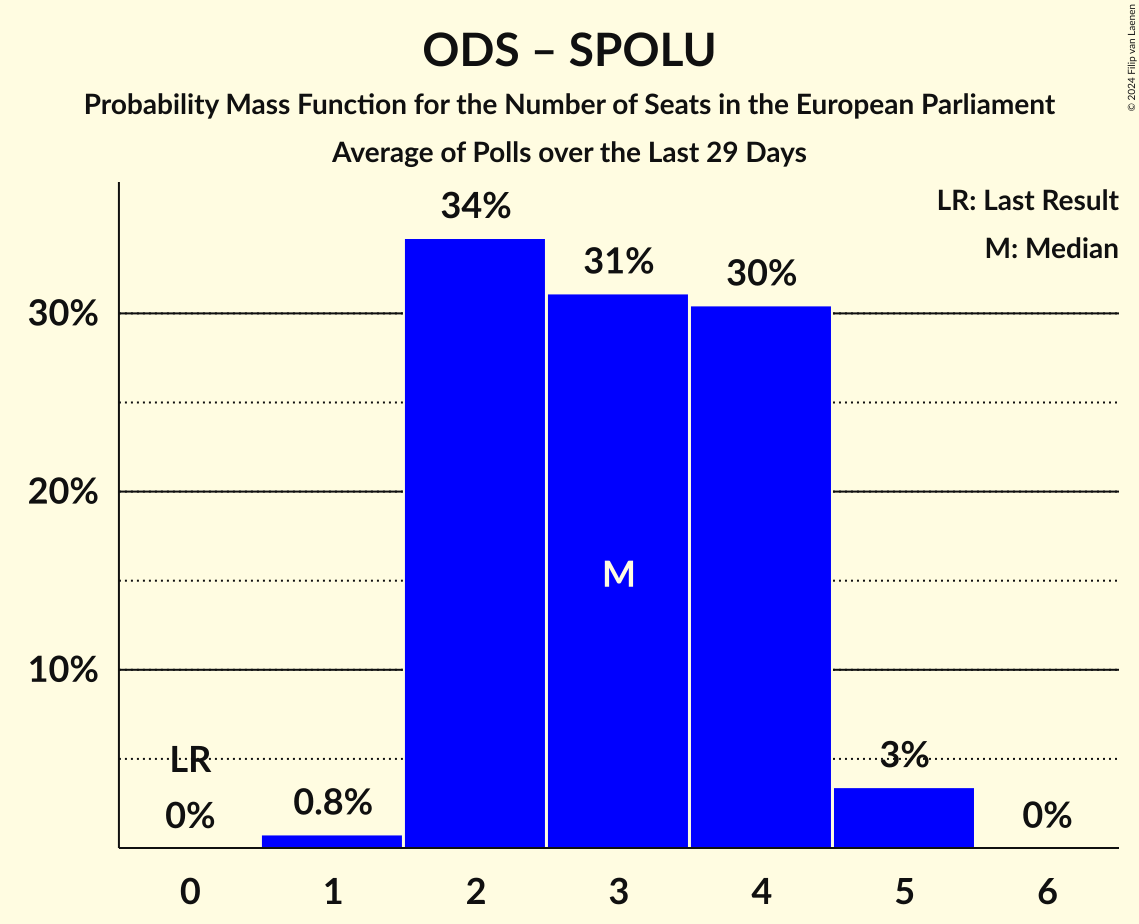 © 2024 Filip van Laenen
ODS – SPOLU
Probability Mass Function for the Number of Seats in the European Parliament
Average of Polls over the Last 29 Days
LR: Last Result
M: Median
34%
31%
30%
30%
20%
M
10%
LR
3%
0%
0.8%
0%
0 1 2 3 4 5 6